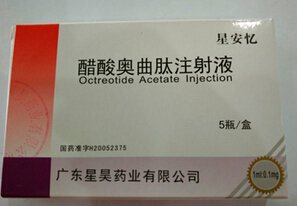 星安忆
醋酸奥曲肽注射液
Octreotide Acetate Injection
5瓶/盒
国药准字H20052375
1ml:0.1mg
广东星昊药业有限公司